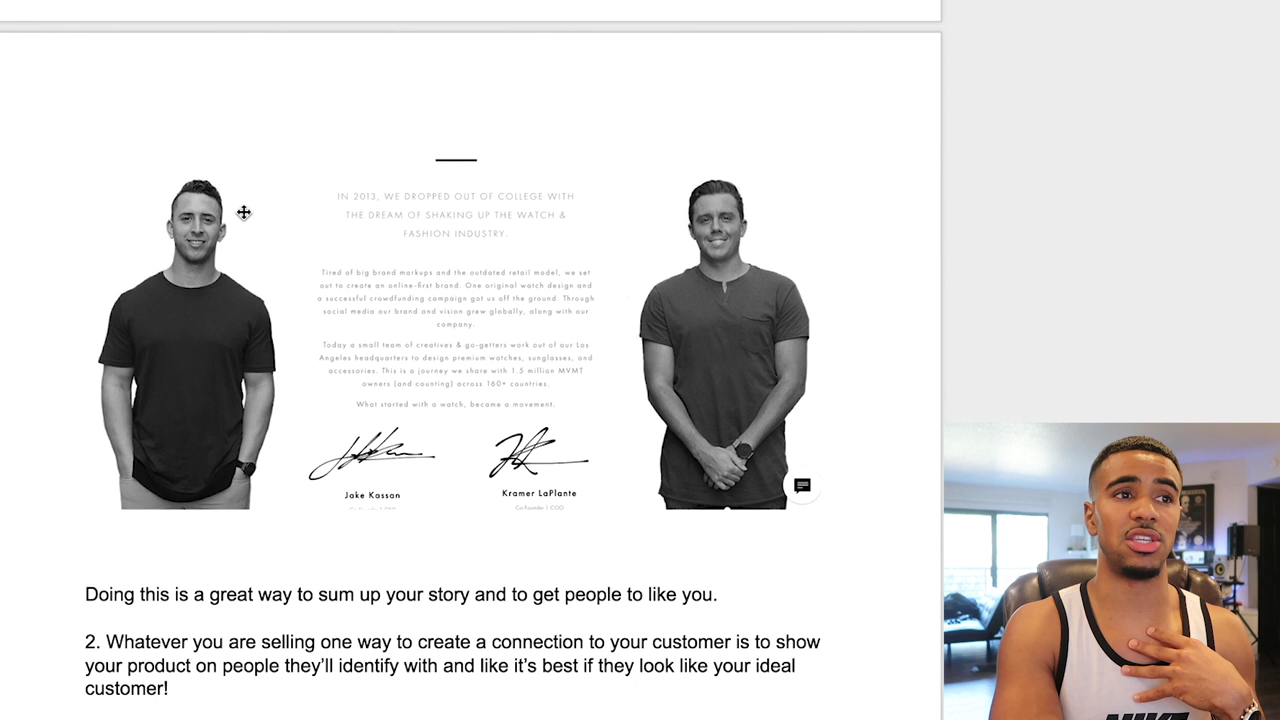 IN 2013, WE DROPPED OUT OF COLLEGE WITH
THE DREAM OF SHAKING UP THE WATCH &
FASHION INDUSTRY.
Tired of big brand markups and the outdated retail model, we set
out to create an online-first brand. One original watch design and
a successful crowdfunding campaign got us off the ground. Through
social media our brand and vision grew globally, along with our
company.
Today a small team of creatives & go-getters work out of our Los
Angeles headquarters to design premium watches, sunglasses, and
accessories. This is a journey we share with 1.5 million MVMT
owners (and counting) across 160+ countries.
What started with a watch, became a movement.
Jake Kassan
Kramer LaPlante
Co-Founder | COO
Doing this is a great way to sum up your story and to get people to like you.
2. Whatever you are selling one way to create a connection to your customer is to show
your product on people they'll identify with and like it's best if they look like your ideal
customer!
NIKE